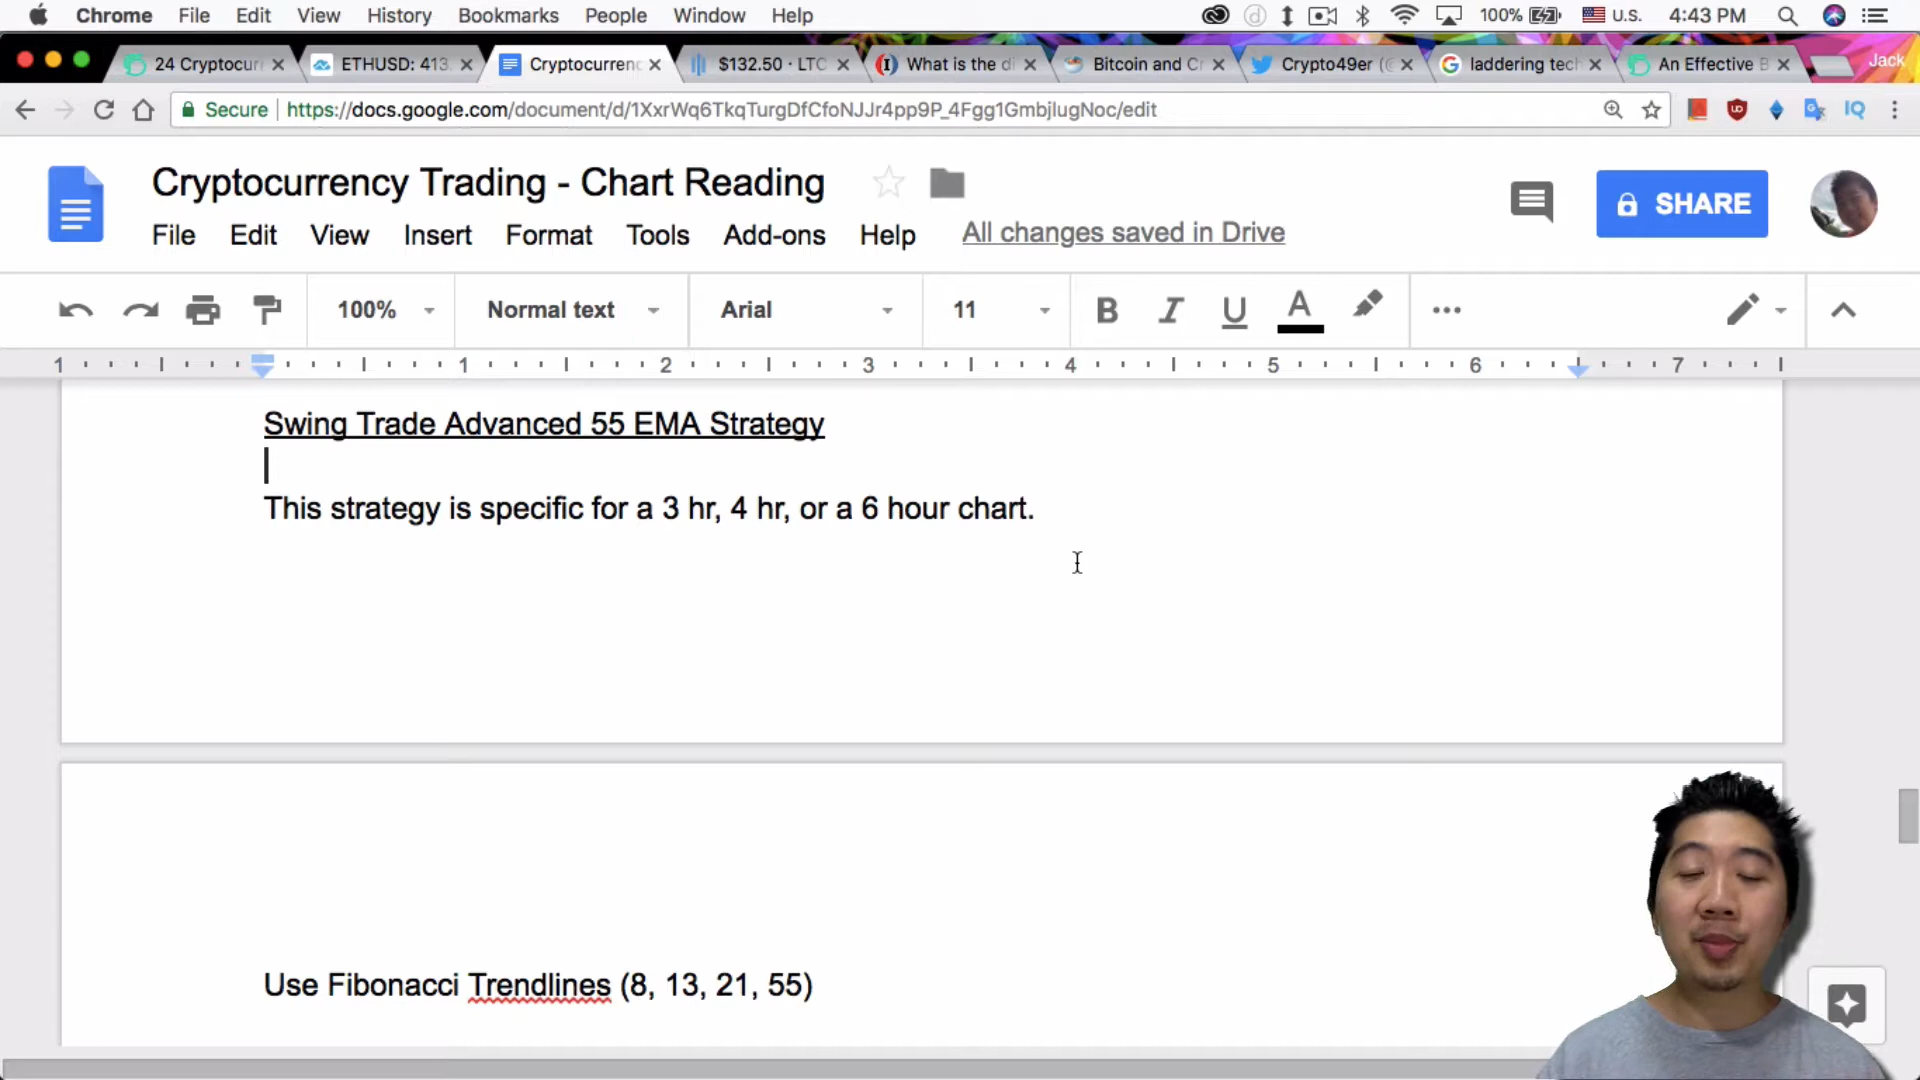 Chrome File Edit View History Bookmarks People Window Help 100% U.S. 4:43 PM
24 Cryptocur ETHUSD: 413. Cryptocurrenc $132.50 · LTC What is the di Bitcoin and Cr Crypto49er (@ laddering tech An Effective B Jack
Secure https://docs.google.com/document/d/1XxrWq6TkqTurgDfCfoNJJr4pp9P_4Fgg1GmbjlugNoc/edit
Cryptocurrency Trading - Chart Reading
SHARE
File Edit View Insert Format Tools Add-ons Help All changes saved in Drive
100% Normal text Arial 11 B I U A
1 1 2 3 4 5 6 7
Swing Trade Advanced 55 EMA Strategy
This strategy is specific for a 3 hr, 4 hr, or a 6 hour chart.
Use Fibonacci Trendlines (8, 13, 21, 55)